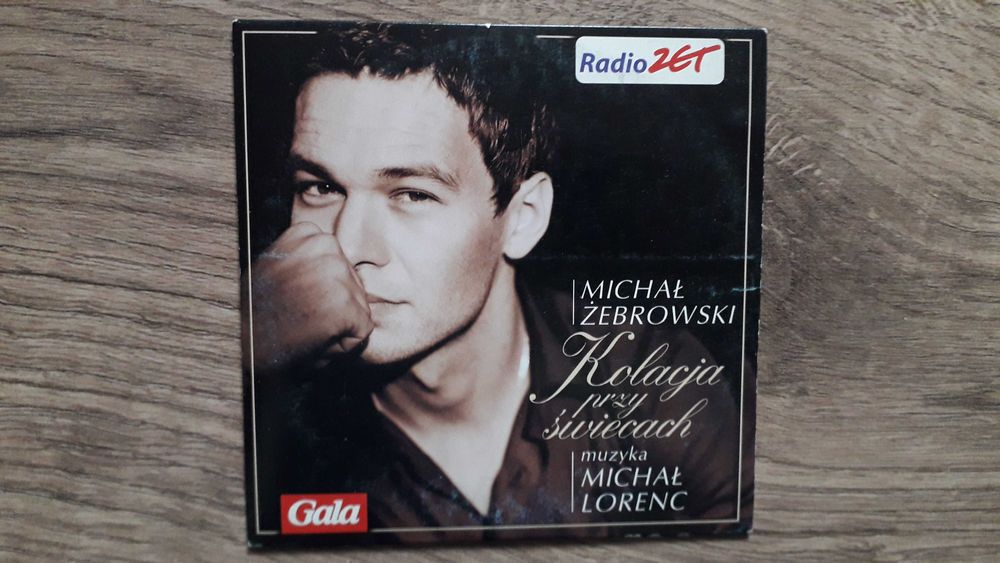 Radio ZET
MICHAŁ
ŻEBROWSKI
Kolacja
przy
świecach
muzyka
MICHAŁ
LORENC
Gala